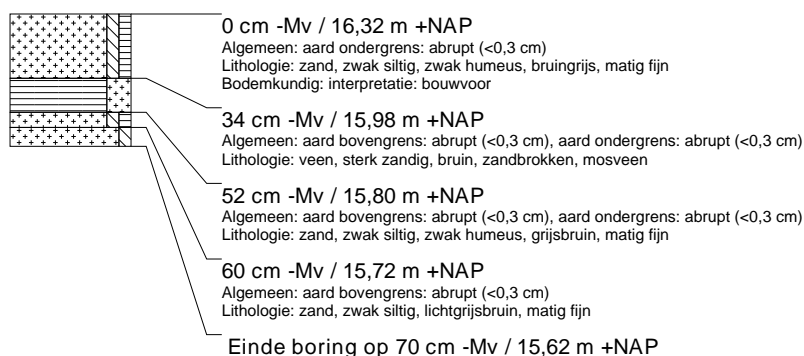 0 cm -Mv / 16,32 m +NAP
Algemeen: aard ondergrens: abrupt (<0,3 cm)
Lithologie: zand, zwak siltig, zwak humeus, bruingrijs, matig fijn
Bodemkundig: interpretatie: bouwvoor
34 cm -Mv / 15,98 m +NAP
Algemeen: aard bovengrens: abrupt (<0,3 cm), aard ondergrens: abrupt (<0,3 cm)
Lithologie: veen, sterk zandig, bruin, zandbrokken, mosveen
52 cm -Mv / 15,80 m +NAP
Algemeen: aard bovengrens: abrupt (<0,3 cm), aard ondergrens: abrupt (<0,3 cm)
Lithologie: zand, zwak siltig, zwak humeus, grijsbruin, matig fijn
60 cm -Mv / 15,72 m +NAP
Algemeen: aard bovengrens: abrupt (<0,3 cm)
Lithologie: zand, zwak siltig, lichtgrijsbruin, matig fijn
Einde boring op 70 cm -Mv / 15,62 m +NAP